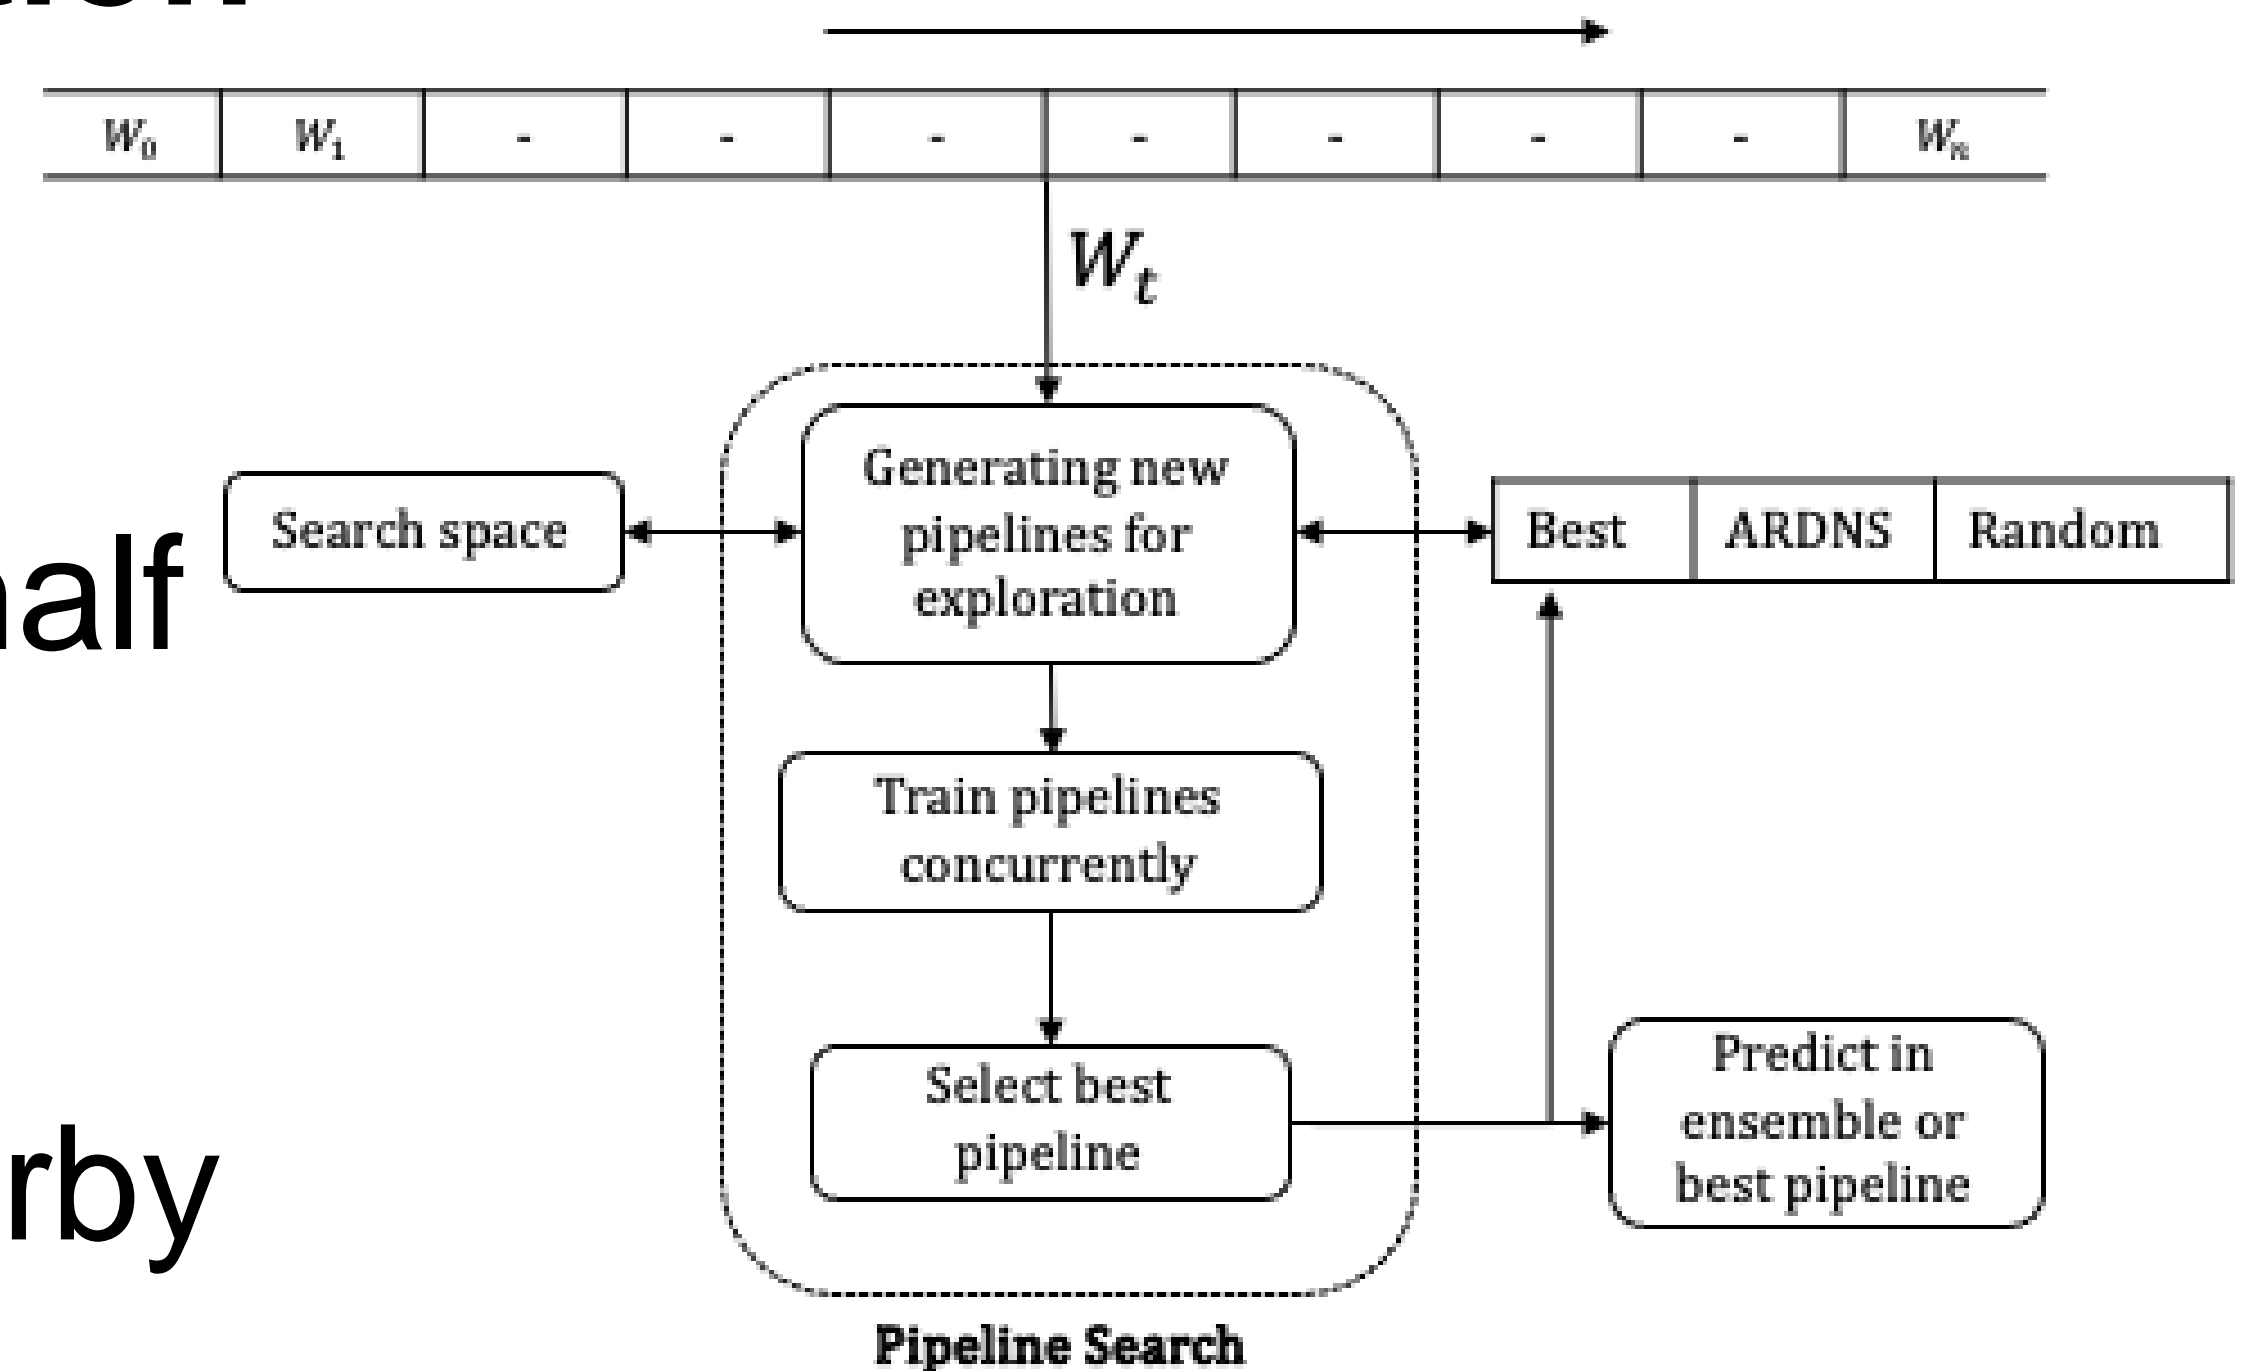 W₀ W₁ - - - - - - - Wₙ
Wₜ
Generating new
pipelines for
exploration
Search space
Best ARDNS Random
half
Train pipelines
concurrently
Select best
pipeline
Predict in
ensemble or
best pipeline
rby
Pipeline Search